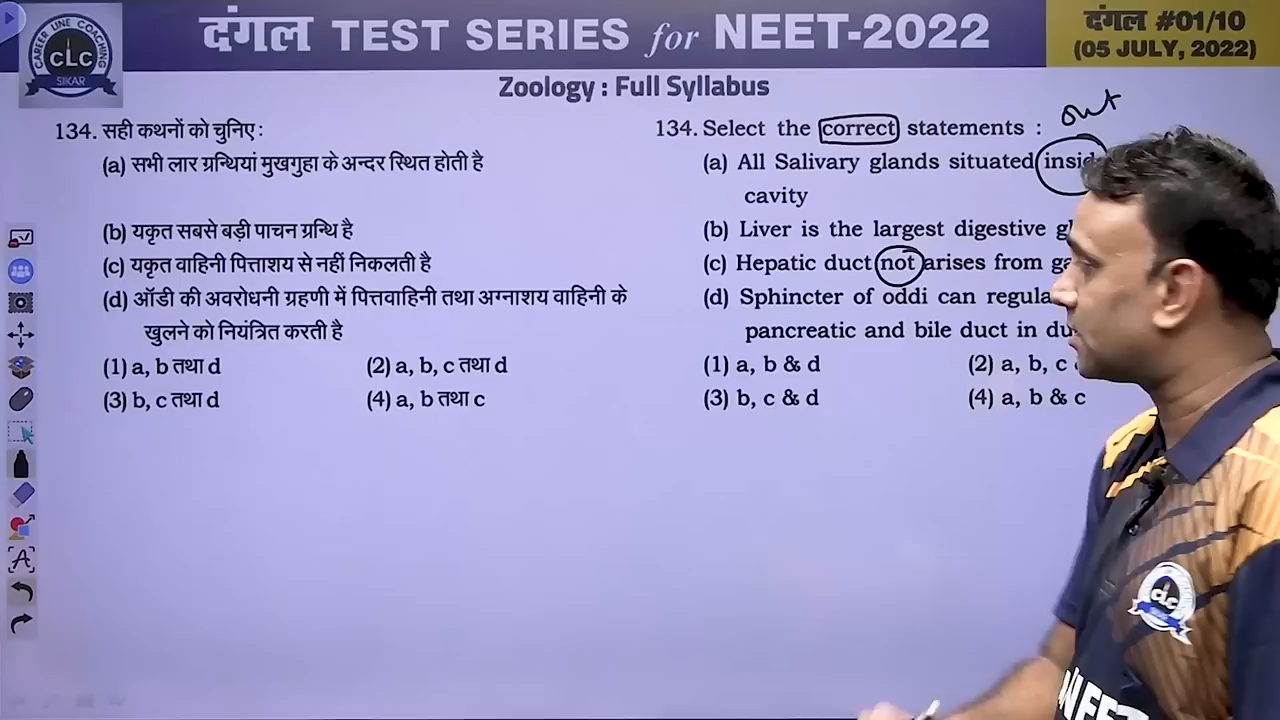 CAREER LINE COACHING
CLC
SIKAR
दंगल TEST SERIES for NEET-2022
दंगल #01/10
(05 JULY, 2022)
Zoology : Full Syllabus
134. सही कथनों को चुनिए :
(a) सभी लार ग्रन्थियां मुखगुहा के अन्दर स्थित होती है
(b) यकृत सबसे बड़ी पाचन ग्रन्थि है
(c) यकृत वाहिनी पित्ताशय से नहीं निकलती है
(d) ऑडी की अवरोधनी ग्रहणी में पित्तवाहिनी तथा अग्नाशय वाहिनी के
खुलने को नियंत्रित करती है
(1) a, b तथा d (2) a, b, c तथा d
(3) b, c तथा d (4) a, b तथा c
out
134. Select the correct statements :
(a) All Salivary glands situated insid
cavity
(b) Liver is the largest digestive
(c) Hepatic duct not arises from
(d) Sphincter of oddi can regula
pancreatic and bile duct in
(1) a, b & d (2) a, b, c
(3) b, c & d (4) a, b & c
CLC
NEET